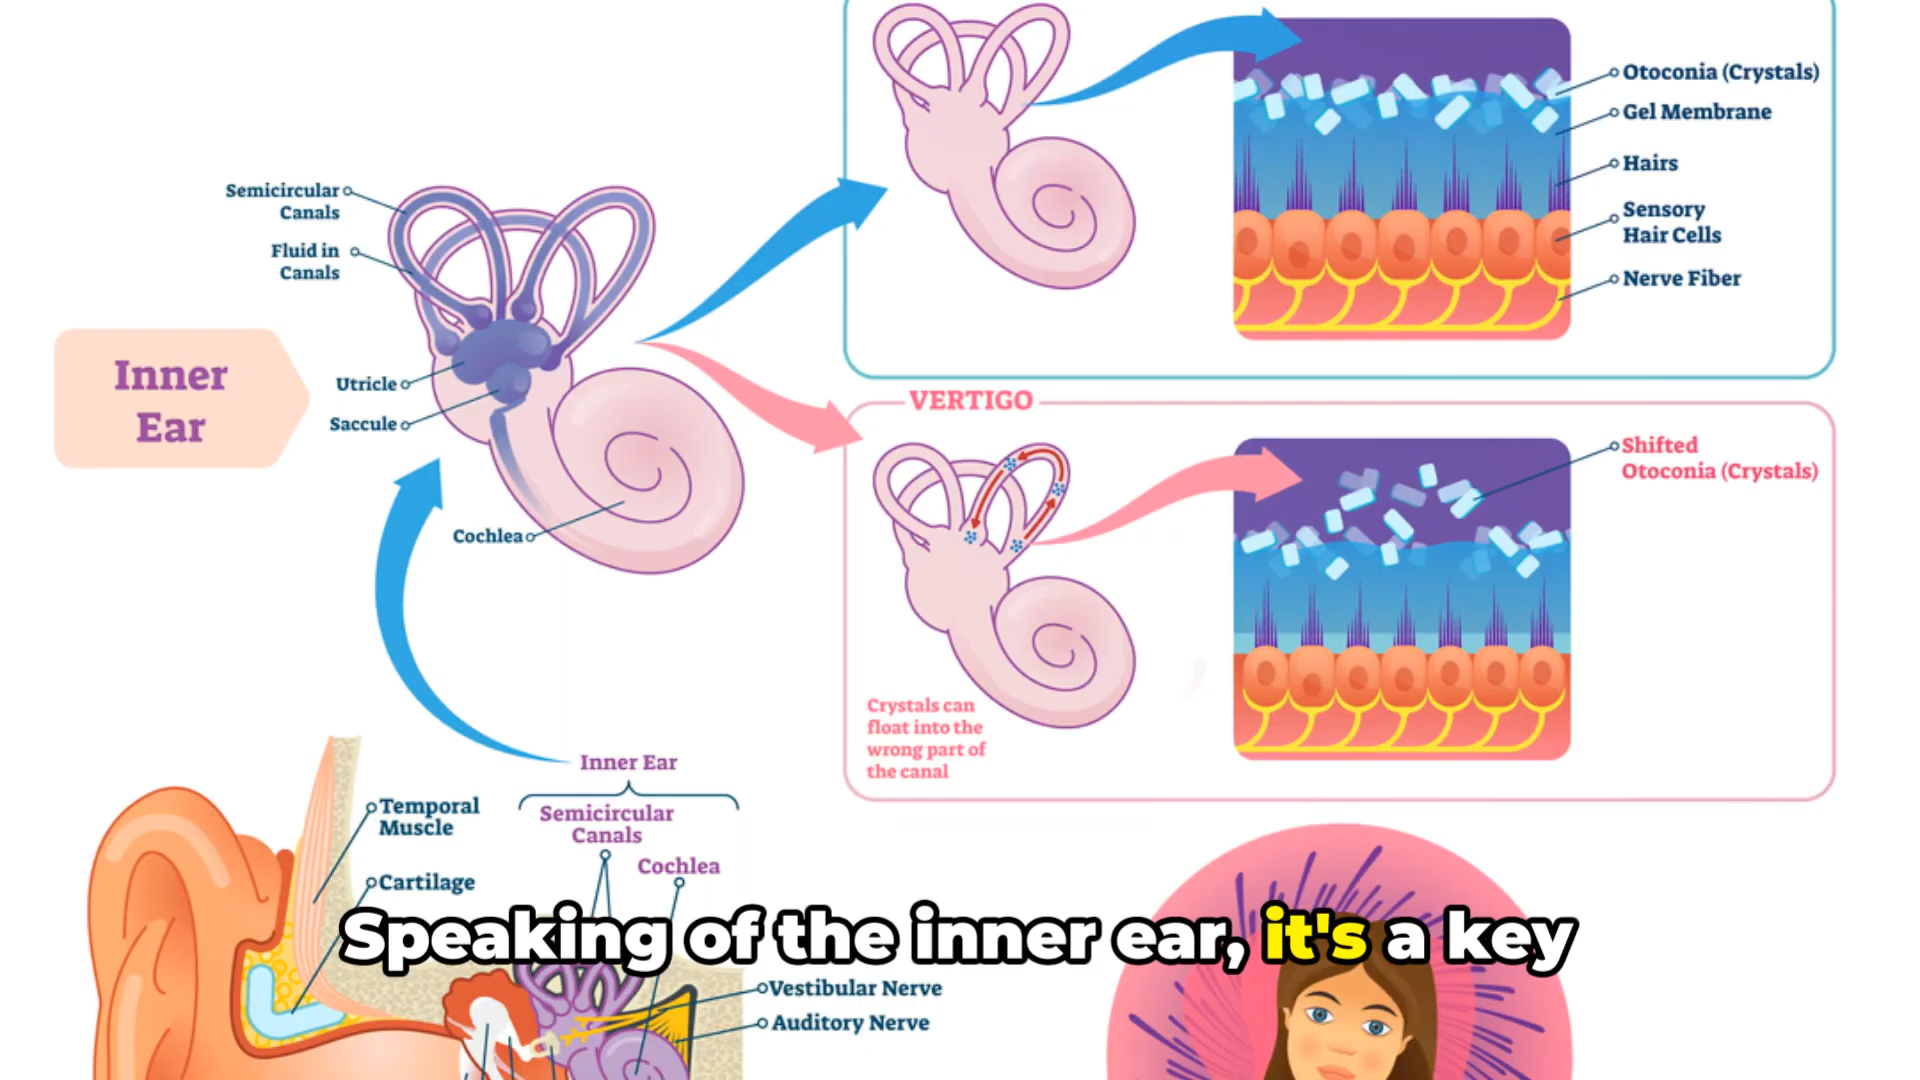 Otoconia (Crystals)
Gel Membrane
Hairs
Sensory
Hair Cells
Nerve Fiber
Semicircular
Canals
Fluid in
Canals
Inner
Ear
Utricle
Saccule
Cochlea
VERTIGO
Shifted
Otoconia (Crystals)
Crystals can
float into the
wrong part of
the canal
Inner Ear
Semicircular
Canals
Cochlea
Temporal
Muscle
Cartilage
Speaking of the inner ear, it's a key
Vestibular Nerve
Auditory Nerve